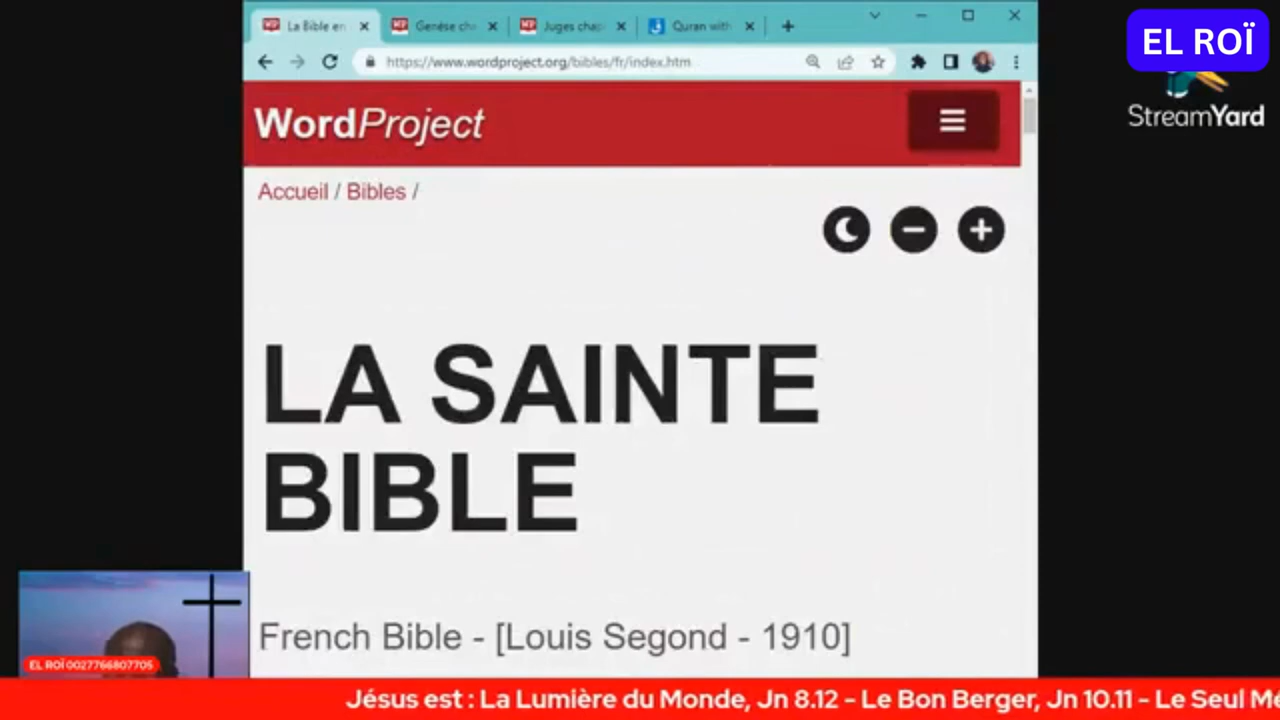 La Bible en
Genèse cha
Juges chap
Quran with
EL ROÏ
https://www.wordproject.org/bibles/fr/index.htm
StreamYard
WordProject
Accueil / Bibles /
LA SAINTE
BIBLE
French Bible - [Louis Segond - 1910]
EL ROÏ 0027766807705
Jésus est : La Lumière du Monde, Jn 8.12 - Le Bon Berger, Jn 10.11 - Le Seul Mé